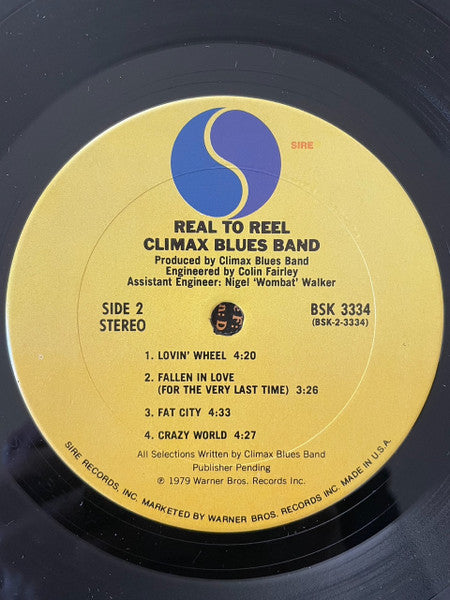 SIRE
REAL TO REEL
CLIMAX BLUES BAND
Produced by Climax Blues Band
Engineered by Colin Fairley
Assistant Engineer: Nigel ‘Wombat’ Walker
SIDE 2
STEREO
BSK 3334
(BSK-2-3334)
1. LOVIN’ WHEEL 4:20
2. FALLEN IN LOVE
(FOR THE VERY LAST TIME) 3:26
3. FAT CITY 4:33
4. CRAZY WORLD 4:27
All Selections Written by Climax Blues Band
Publisher Pending
℗ 1979 Warner Bros. Records Inc.
SIRE RECORDS, INC. MARKETED BY WARNER BROS. RECORDS INC. MADE IN U.S.A.